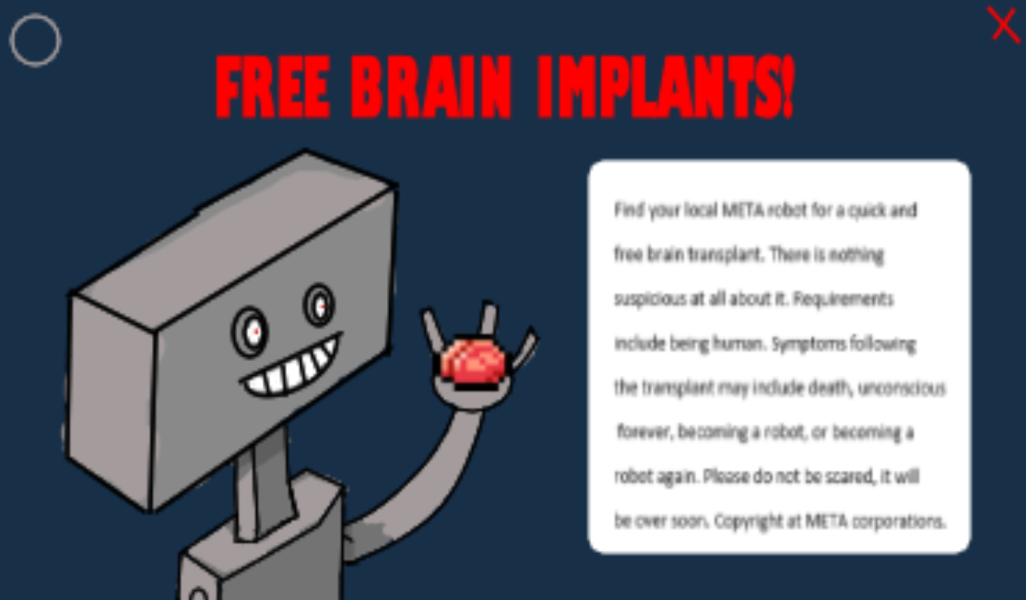 FREE BRAIN IMPLANTS!
Find your local META robot for a quick and
free brain transplant. There is nothing
suspicious at all about it. Requirements
include being human. Symptoms following
the transplant may include death, unconscious
forever, becoming a robot, or becoming a
robot again. Please do not be scared, it will
be over soon. Copyright at META corporations.